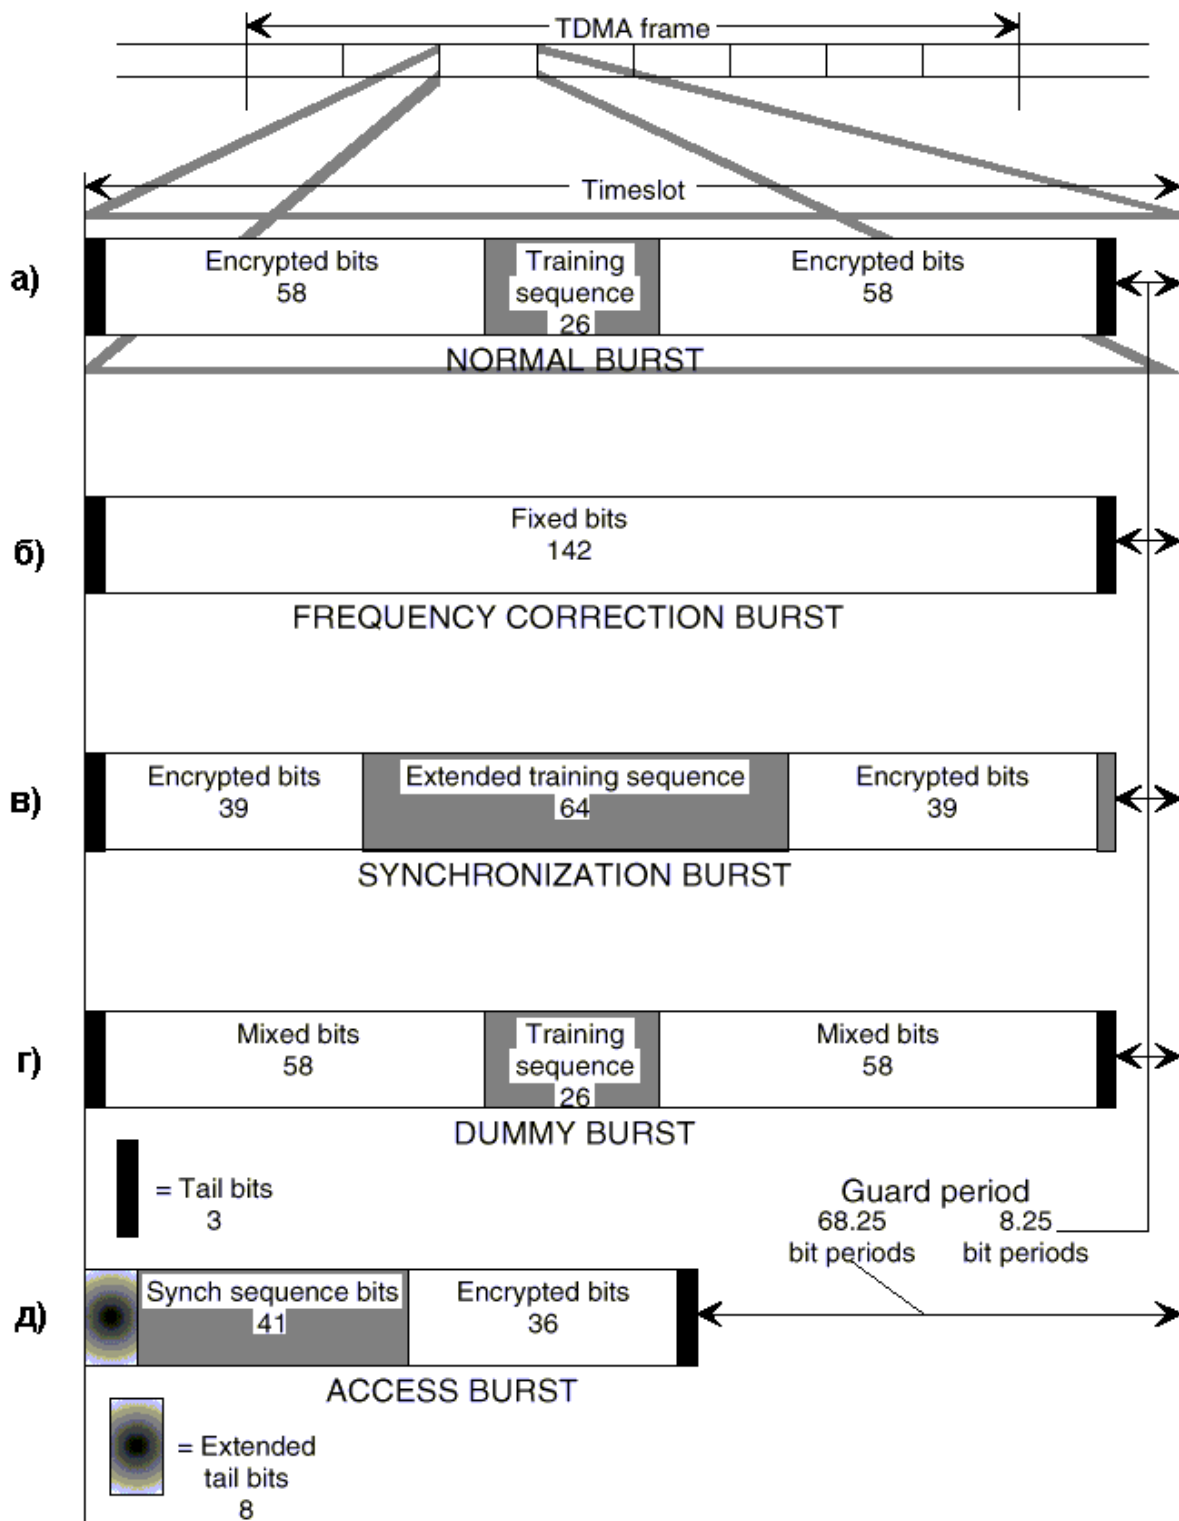 TDMA frame
Timeslot
а)
Encrypted bits
58
Training
sequence
26
Encrypted bits
58
NORMAL BURST
б)
Fixed bits
142
FREQUENCY CORRECTION BURST
в)
Encrypted bits
39
Extended training sequence
64
Encrypted bits
39
SYNCHRONIZATION BURST
г)
Mixed bits
58
Training
sequence
26
Mixed bits
58
DUMMY BURST
= Tail bits
3
Guard period
68.25
bit periods
8.25
bit periods
д)
Synch sequence bits
41
Encrypted bits
36
ACCESS BURST
= Extended
tail bits
8